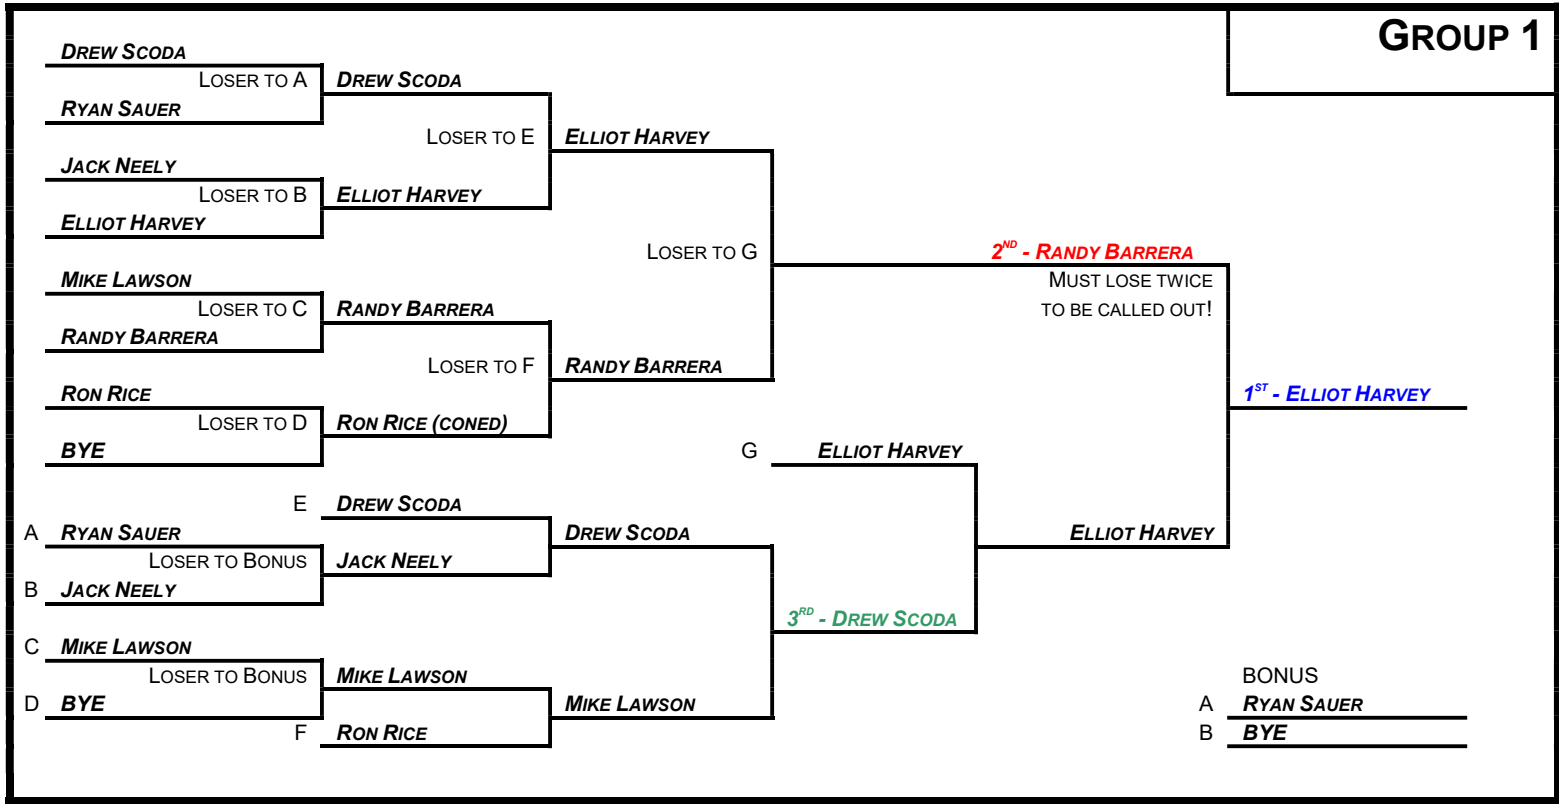 GROUP 1
DREW SCODA
LOSER TO A DREW SCODA
RYAN SAUER
LOSER TO E ELLIOT HARVEY
JACK NEELY
LOSER TO B ELLIOT HARVEY
ELLIOT HARVEY
LOSER TO G 2ND - RANDY BARRERA
MIKE LAWSON MUST LOSE TWICE
LOSER TO C RANDY BARRERA TO BE CALLED OUT!
RANDY BARRERA
LOSER TO F RANDY BARRERA
RON RICE 1ST - ELLIOT HARVEY
LOSER TO D RON RICE (CONED)
BYE G ELLIOT HARVEY
E DREW SCODA
A RYAN SAUER DREW SCODA ELLIOT HARVEY
LOSER TO BONUS JACK NEELY
B JACK NEELY
3RD - DREW SCODA
C MIKE LAWSON
LOSER TO BONUS MIKE LAWSON BONUS
D BYE MIKE LAWSON A RYAN SAUER
F RON RICE B BYE